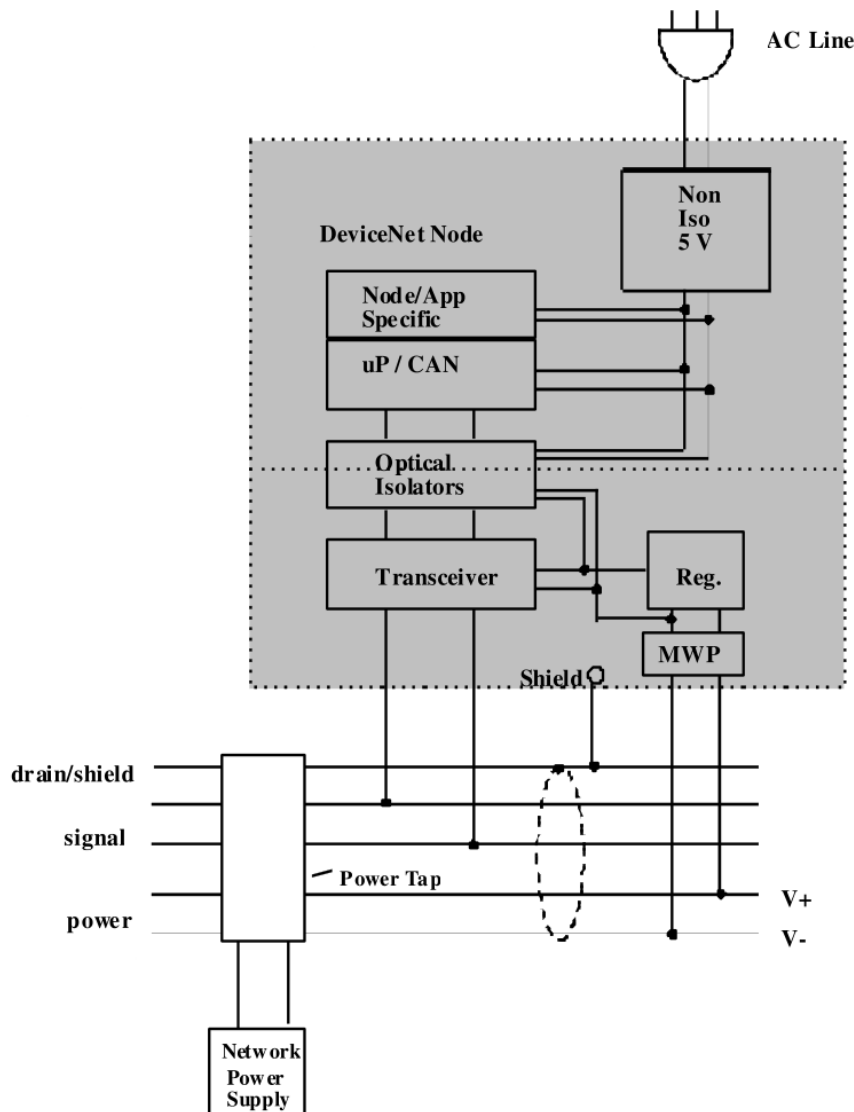 AC Line
Non
Iso
5 V
DeviceNet Node
Node/App
Specific
uP / CAN
Optical
Isolators
Transceiver
Reg.
MWP
Shield
drain/shield
signal
Power Tap
power
V+
V-
Network
Power
Supply